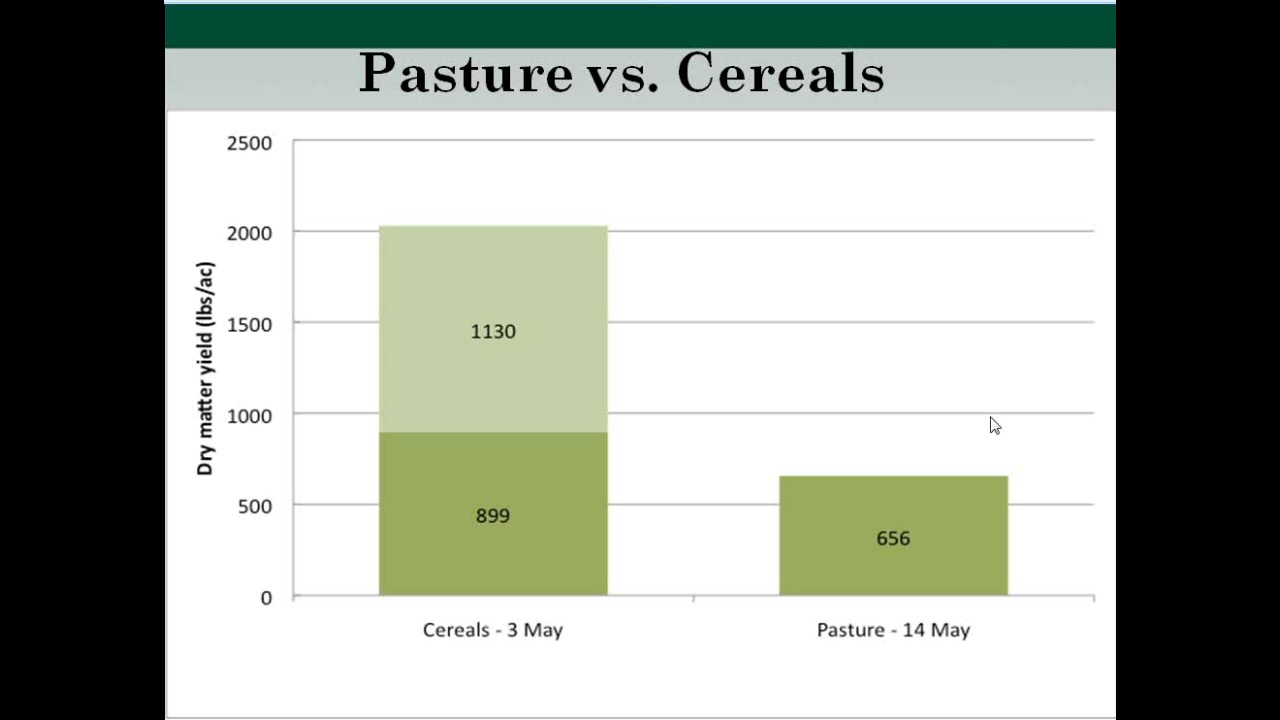 Pasture vs. Cereals
Dry matter yield (lbs/ac)
2500
2000
1500
1000
500
0
1130
899
656
Cereals - 3 May
Pasture - 14 May